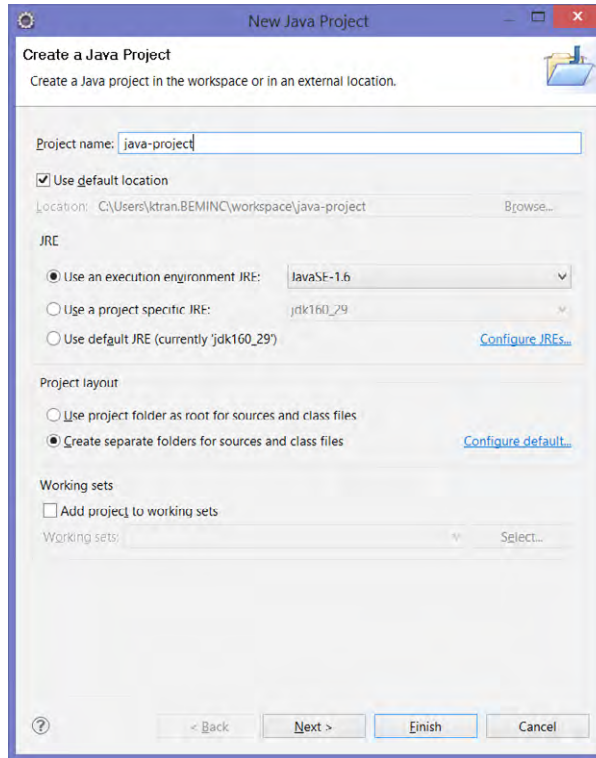 New Java Project
Create a Java Project
Create a Java project in the workspace or in an external location.
Project name: java-project
Use default location
Location: C:\Users\ktran.BEMINC\workspace\java-project Browse...
JRE
Use an execution environment JRE: JavaSE-1.6
Use a project specific JRE: jdk160_29
Use default JRE (currently 'jdk160_29') Configure JREs...
Project layout
Use project folder as root for sources and class files
Create separate folders for sources and class files Configure default...
Working sets
Add project to working sets
Working sets: Select...
? < Back Next > Finish Cancel